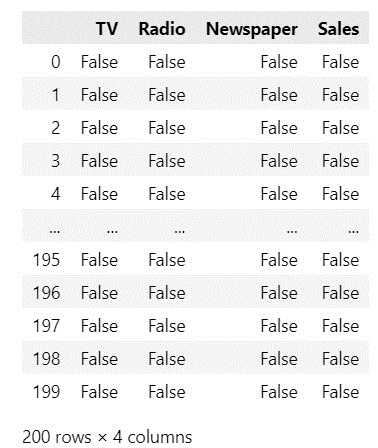 TV Radio Newspaper Sales
0 False False False False
1 False False False False
2 False False False False
3 False False False False
4 False False False False
... ... ... ... ...
195 False False False False
196 False False False False
197 False False False False
198 False False False False
199 False False False False
200 rows × 4 columns